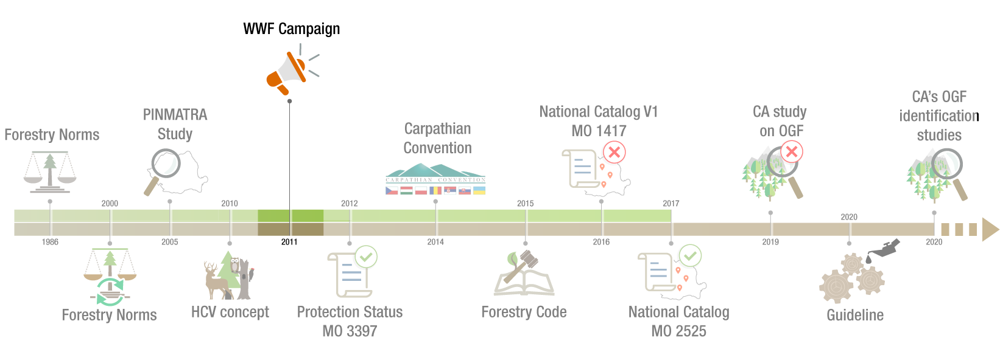 WWF Campaign
PINMATRA
Study
Forestry Norms
Carpathian
Convention
CARPATHIAN CONVENTION
National Catalog V1
MO 1417
CA study
on OGF
CA's OGF
identification
studies
2000
2010
2012
2015
2017
2020
1986
2005
2011
2014
2016
2019
2020
Forestry Norms
HCV concept
Protection Status
MO 3397
Forestry Code
National Catalog
MO 2525
Guideline